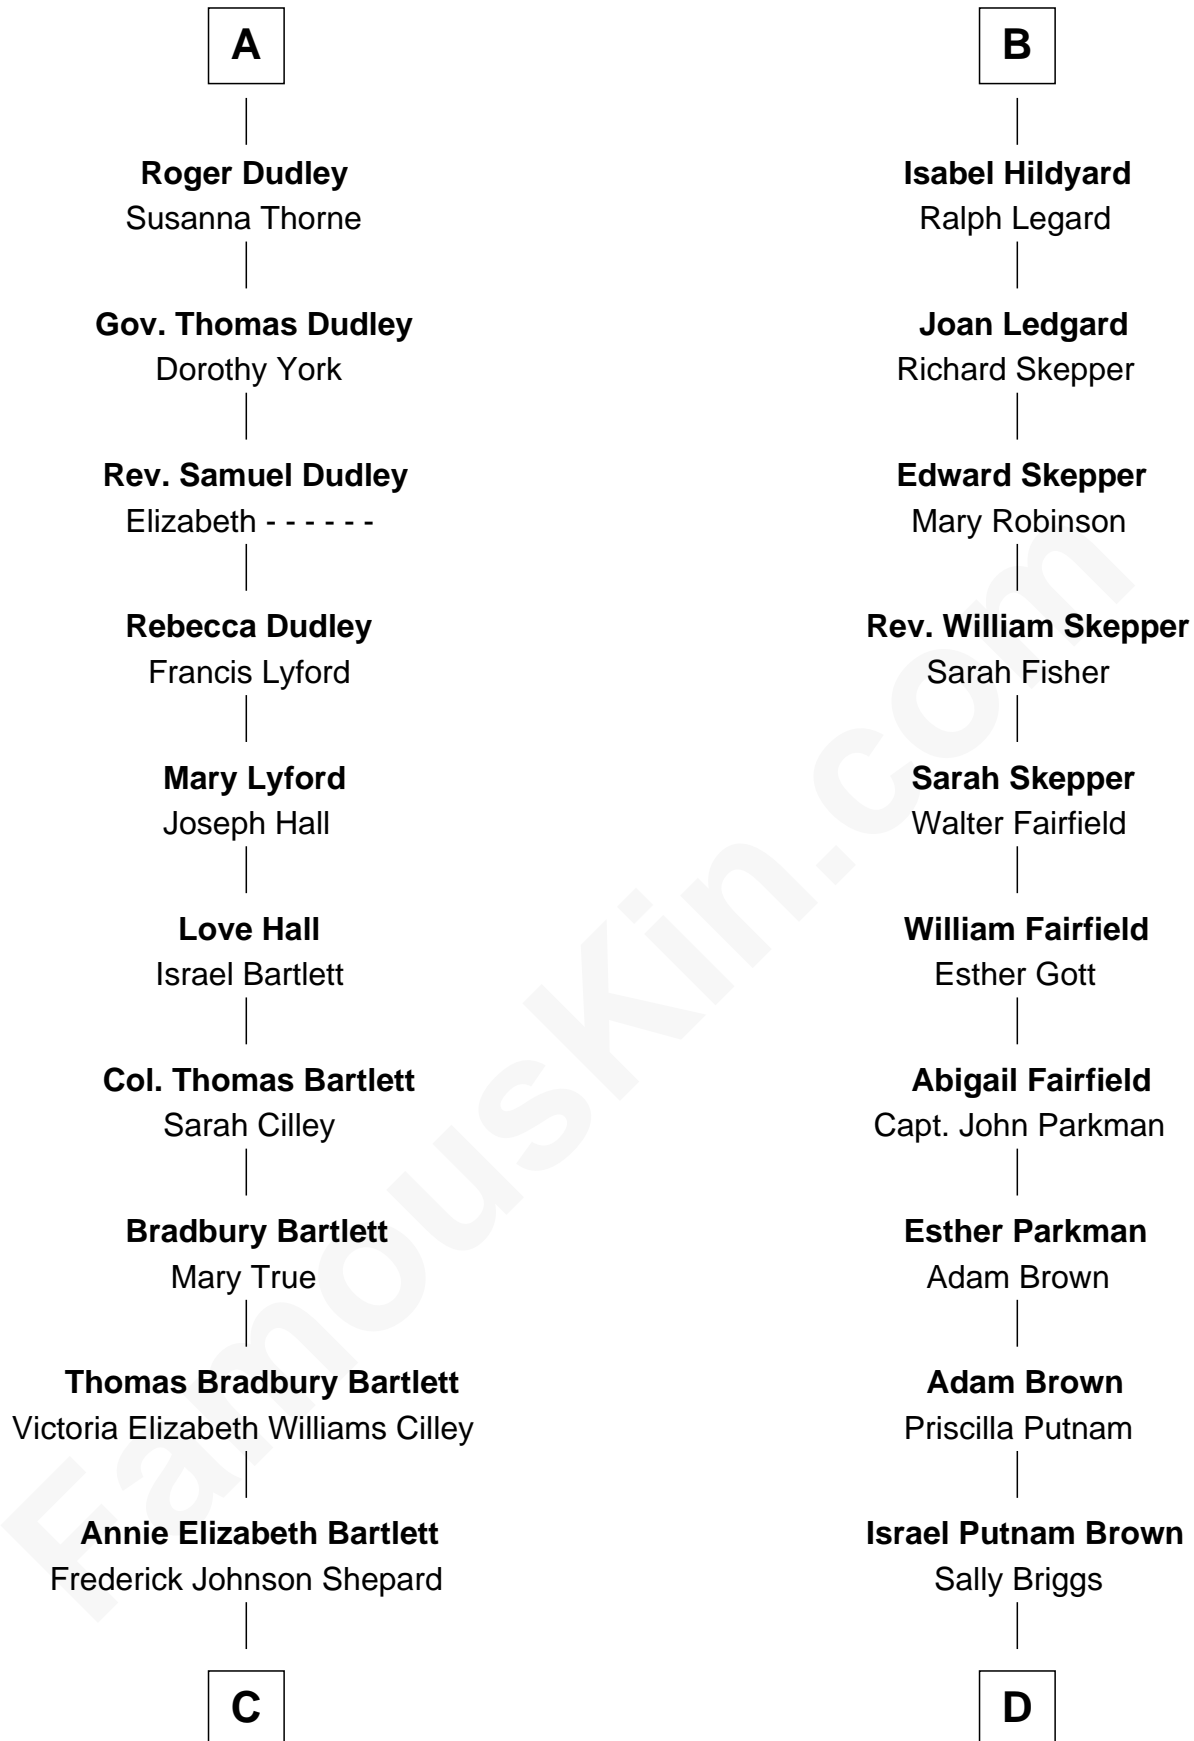 A
Roger Dudley
Susanna Thorne
Gov. Thomas Dudley
Dorothy York
Rev. Samuel Dudley
Elizabeth - - - - - -
Rebecca Dudley
Francis Lyford
Mary Lyford
Joseph Hall
Love Hall
Israel Bartlett
Col. Thomas Bartlett
Sarah Cilley
Bradbury Bartlett
Mary True
Thomas Bradbury Bartlett
Victoria Elizabeth Williams Cilley
Annie Elizabeth Bartlett
Frederick Johnson Shepard
C
B
Isabel Hildyard
Ralph Legard
Joan Ledgard
Richard Skepper
Edward Skepper
Mary Robinson
Rev. William Skepper
Sarah Fisher
Sarah Skepper
Walter Fairfield
William Fairfield
Esther Gott
Abigail Fairfield
Capt. John Parkman
Esther Parkman
Adam Brown
Adam Brown
Priscilla Putnam
Israel Putnam Brown
Sally Briggs
D
FamousKin.com